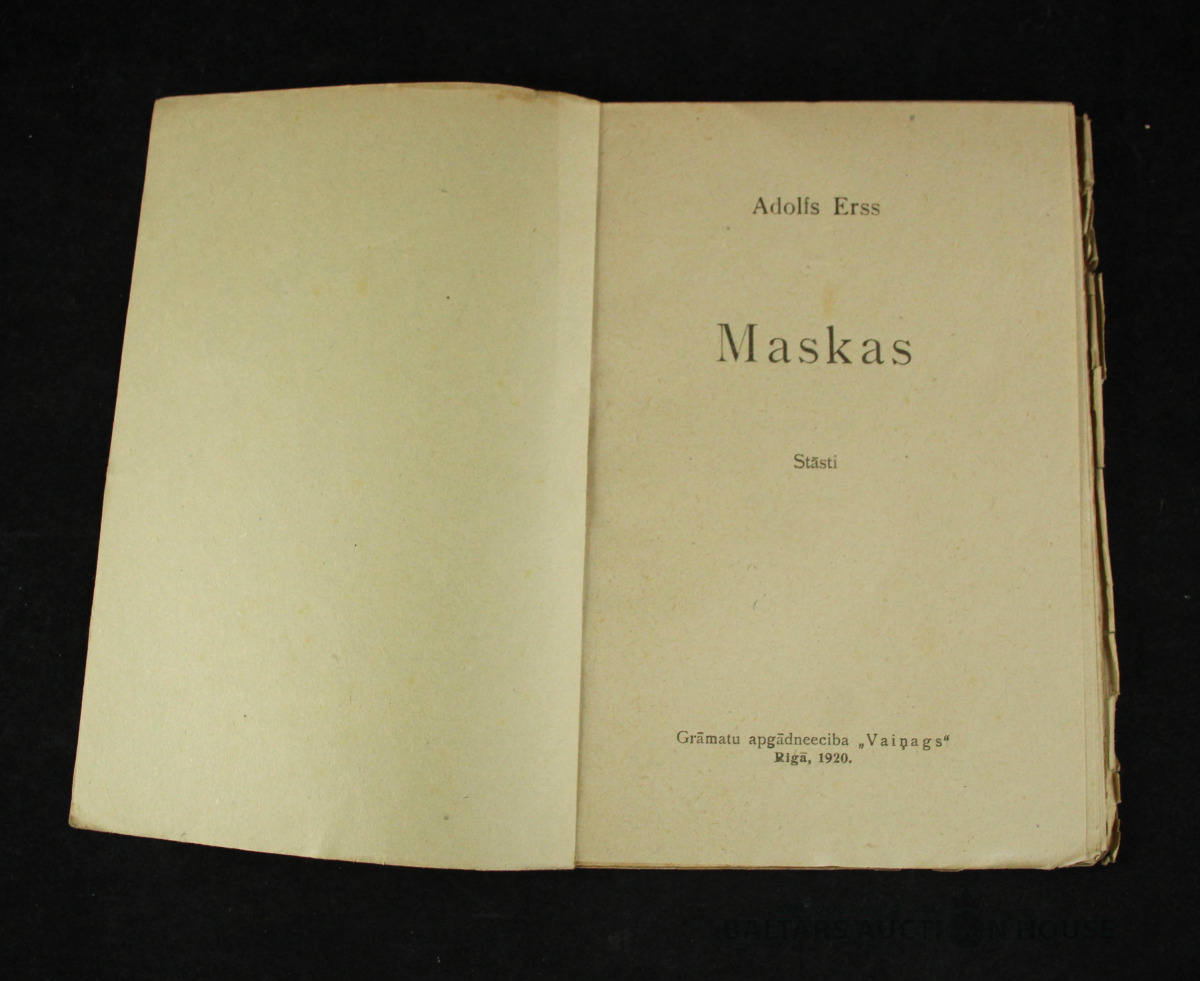 Adolfs Erss
Maskas
Stāsti
Grāmatu apgādneeciba „Vaiņags“
Rigā, 1920.
BALTARS AUCTION HOUSE